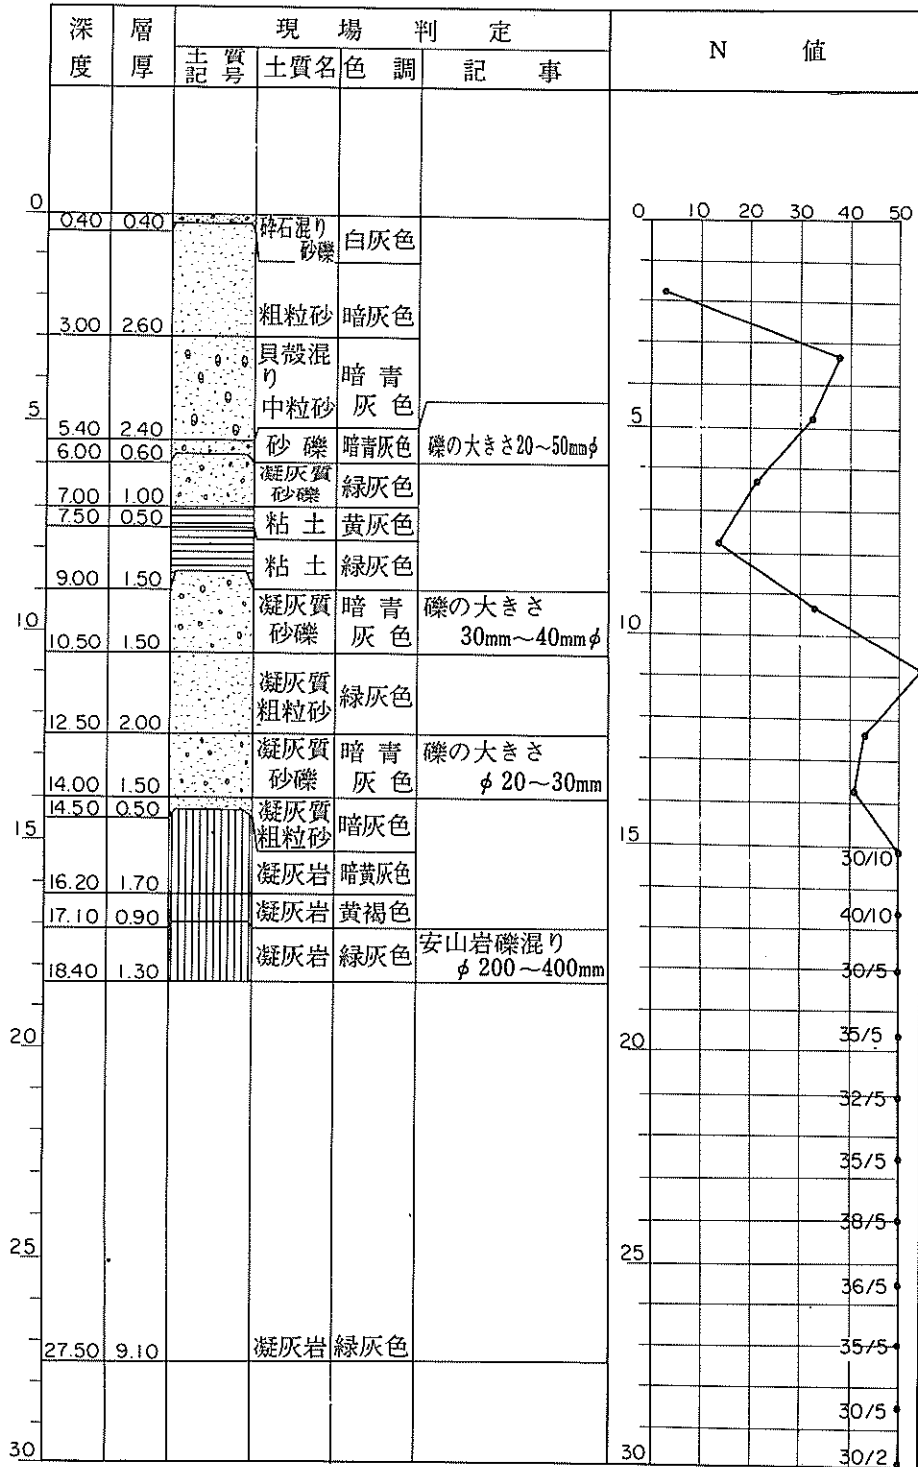 深度 層厚 現場判定 N値
土質記号 土質名 色調 記事
0 0 10 20 30 40 50
0
0.40 0.40 砕石混り砂礫 白灰色
3.00 2.60 粗粒砂 暗灰色
貝殻混り
中粒砂 暗青灰色
5 5
5.40 2.40
6.00 0.60 砂礫 暗青灰色 礫の大きさ20～50mmφ
7.00 1.00 凝灰質砂礫 緑灰色
7.50 0.50 粘土 黄灰色
9.00 1.50 粘土 緑灰色
10 10
10.50 1.50 凝灰質砂礫 暗青灰色 礫の大きさ
30mm～40mmφ
12.50 2.00 凝灰質粗粒砂 緑灰色
14.00 1.50 凝灰質砂礫 暗青灰色 礫の大きさ
φ20～30mm
14.50 0.50 凝灰質粗粒砂 暗灰色
15 15
30/10
16.20 1.70 凝灰岩 暗黄灰色
17.10 0.90 凝灰岩 黄褐色 40/10
18.40 1.30 凝灰岩 緑灰色 安山岩礫混り
φ200～400mm
30/5
35/5
20 20
32/5
35/5
38/5
25 25
36/5
27.50 9.10 凝灰岩 緑灰色 35/5
30/5
30 30 30/2